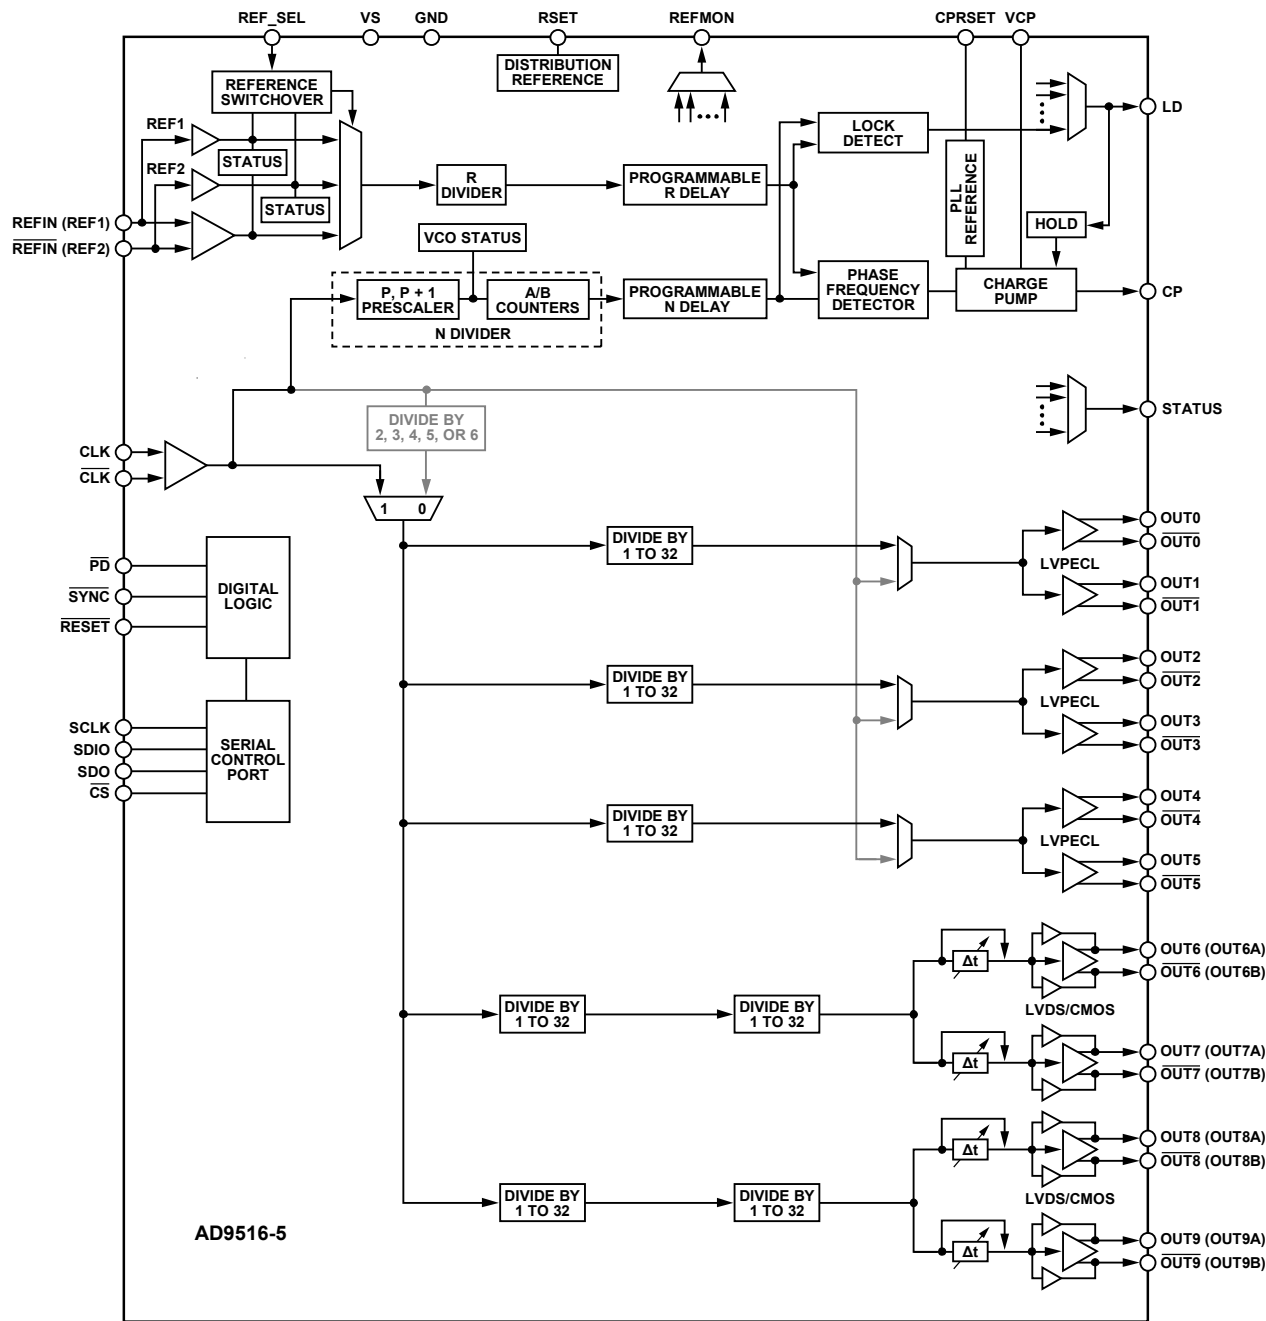 REF_SEL VS GND RSET REFMON CPRSET VCP
DISTRIBUTION
REFERENCE
REFERENCE
SWITCHOVER
REF1
STATUS
REF2
STATUS
REFIN (REF1)
REFIN (REF2)
R
DIVIDER
PROGRAMMABLE
R DELAY
LOCK
DETECT
LD
PLL
REFERENCE
HOLD
VCO STATUS
P, P + 1
PRESCALER
A/B
COUNTERS
N DIVIDER
PROGRAMMABLE
N DELAY
PHASE
FREQUENCY
DETECTOR
CHARGE
PUMP
CP
STATUS
DIVIDE BY
2, 3, 4, 5, OR 6
CLK
CLK
1 0
DIVIDE BY
1 TO 32
LVPECL
OUT0
OUT0
OUT1
OUT1
PD
SYNC
RESET
DIGITAL
LOGIC
DIVIDE BY
1 TO 32
LVPECL
OUT2
OUT2
OUT3
OUT3
SCLK
SDIO
SDO
CS
SERIAL
CONTROL
PORT
DIVIDE BY
1 TO 32
LVPECL
OUT4
OUT4
OUT5
OUT5
DIVIDE BY
1 TO 32
DIVIDE BY
1 TO 32
Δt
Δt
LVDS/CMOS
OUT6 (OUT6A)
OUT6 (OUT6B)
OUT7 (OUT7A)
OUT7 (OUT7B)
DIVIDE BY
1 TO 32
DIVIDE BY
1 TO 32
Δt
Δt
LVDS/CMOS
OUT8 (OUT8A)
OUT8 (OUT8B)
OUT9 (OUT9A)
OUT9 (OUT9B)
AD9516-5